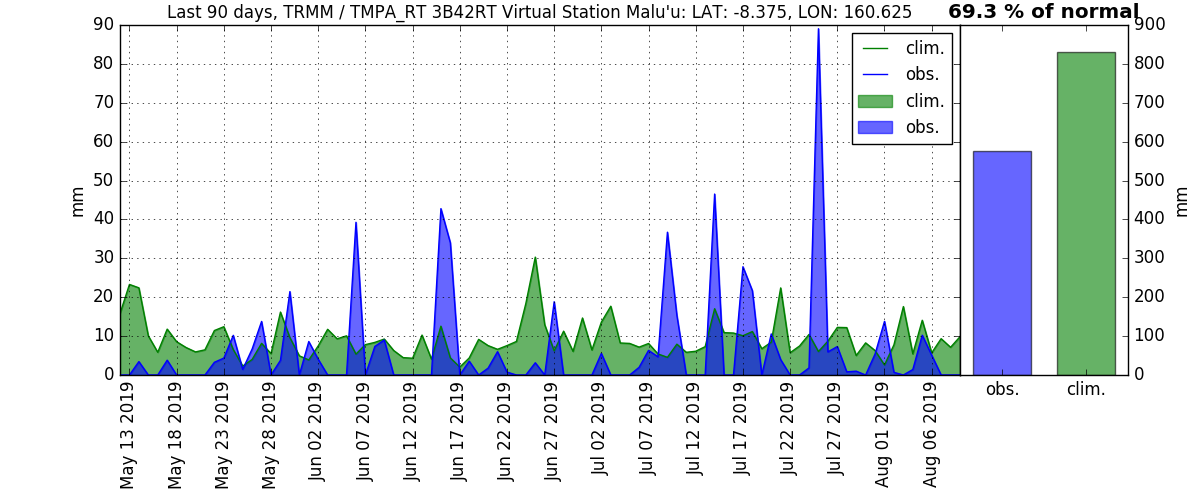 Last 90 days, TRMM / TMPA_RT 3B42RT Virtual Station Malu'u: LAT: -8.375, LON: 160.625
69.3 % of normal
90
80
70
60
50
40
30
20
10
0
mm
clim.
obs.
clim.
obs.
May 13 2019
May 18 2019
May 23 2019
May 28 2019
Jun 02 2019
Jun 07 2019
Jun 12 2019
Jun 17 2019
Jun 22 2019
Jun 27 2019
Jul 02 2019
Jul 07 2019
Jul 12 2019
Jul 17 2019
Jul 22 2019
Jul 27 2019
Aug 01 2019
Aug 06 2019
900
800
700
600
500
400
300
200
100
0
mm
obs.
clim.